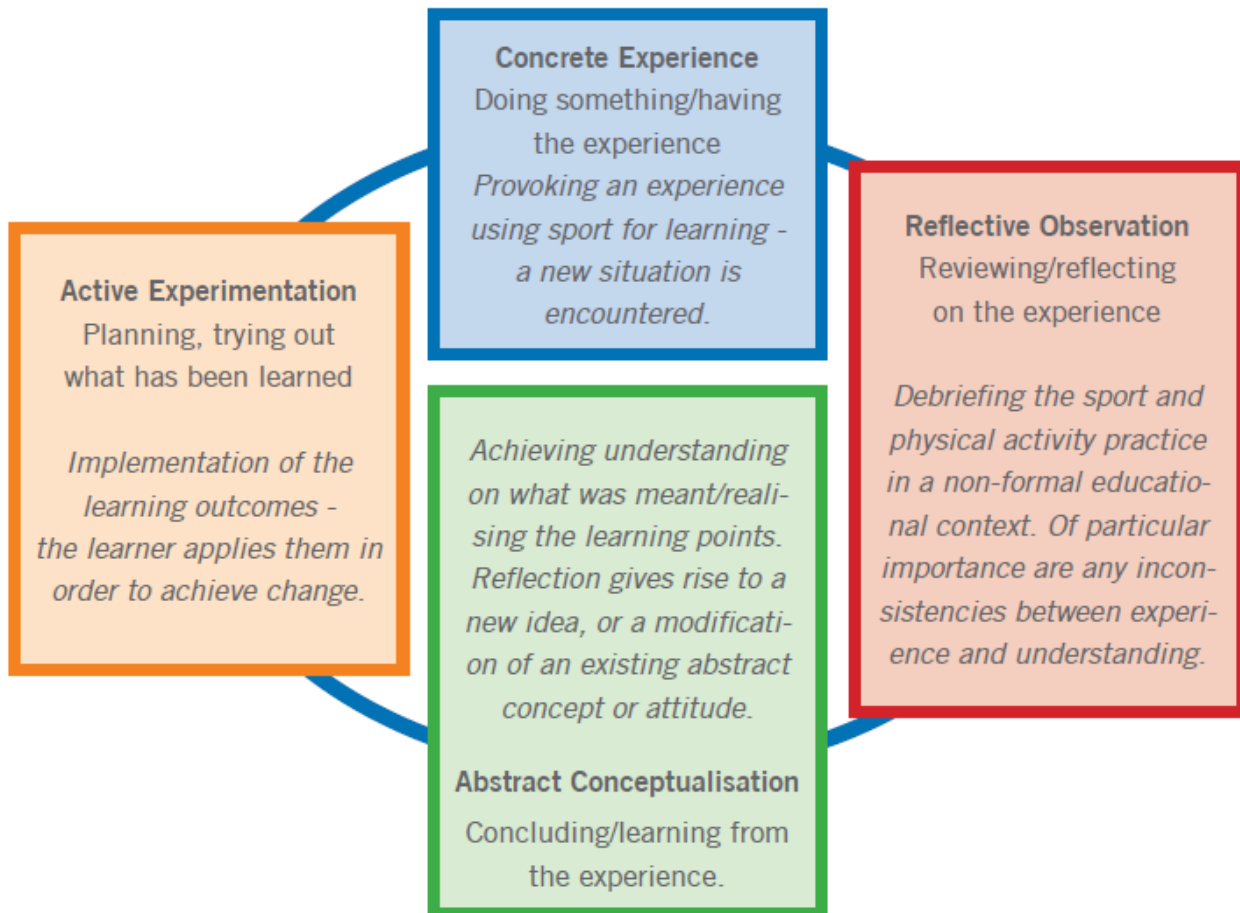 Concrete Experience
Doing something/having
the experience
Provoking an experience
using sport for learning -
a new situation is
encountered.
Reflective Observation
Reviewing/reflecting
on the experience
Debriefing the sport and
physical activity practice
in a non-formal educatio-
nal context. Of particular
importance are any incon-
sistencies between experi-
ence and understanding.
Achieving understanding
on what was meant/reali-
sing the learning points.
Reflection gives rise to a
new idea, or a modificati-
on of an existing abstract
concept or attitude.
Abstract Conceptualisation
Concluding/learning from
the experience.
Active Experimentation
Planning, trying out
what has been learned
Implementation of the
learning outcomes -
the learner applies them in
order to achieve change.